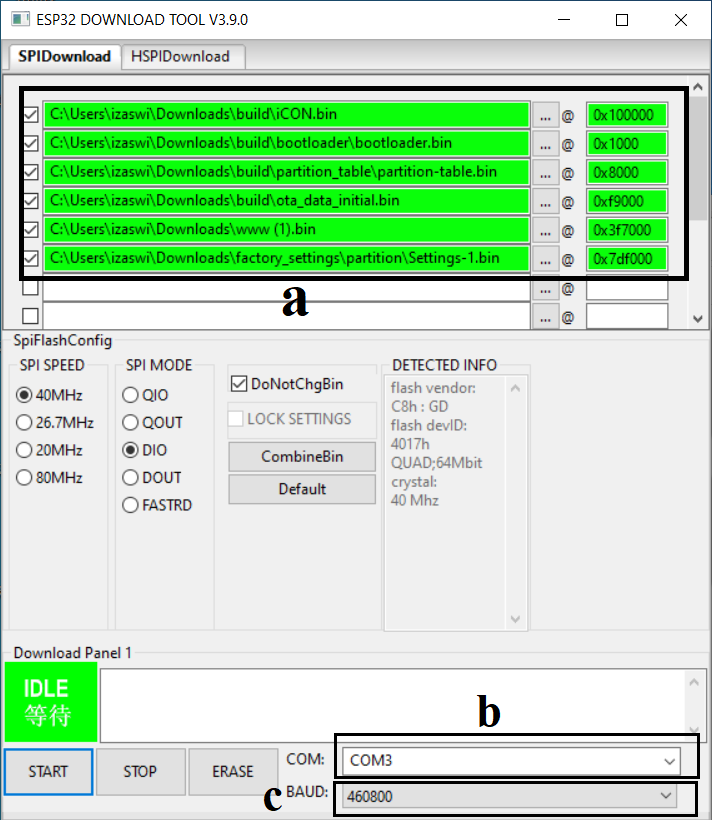 ESP32 DOWNLOAD TOOL V3.9.0
SPIDownload HSPIDownload
C:\Users\izaswi\Downloads\build\iCON.bin ... @ 0x100000
C:\Users\izaswi\Downloads\build\bootloader\bootloader.bin ... @ 0x1000
C:\Users\izaswi\Downloads\build\partition_table\partition-table.bin ... @ 0x8000
C:\Users\izaswi\Downloads\build\ota_data_initial.bin ... @ 0xf9000
C:\Users\izaswi\Downloads\www (1).bin ... @ 0x3f7000
C:\Users\izaswi\Downloads\factory_settings\partition\Settings-1.bin ... @ 0x7df000
... @
... @
a
SpiFlashConfig
SPI SPEED
40MHz
26.7MHz
20MHz
80MHz
SPI MODE
QIO
QOUT
DIO
DOUT
FASTRD
DoNotChgBin
LOCK SETTINGS
CombineBin
Default
DETECTED INFO
flash vendor:
C8h : GD
flash devID:
4017h
QUAD;64Mbit
crystal:
40 Mhz
Download Panel 1
IDLE
等待
b
START STOP ERASE
COM: COM3
c BAUD: 460800